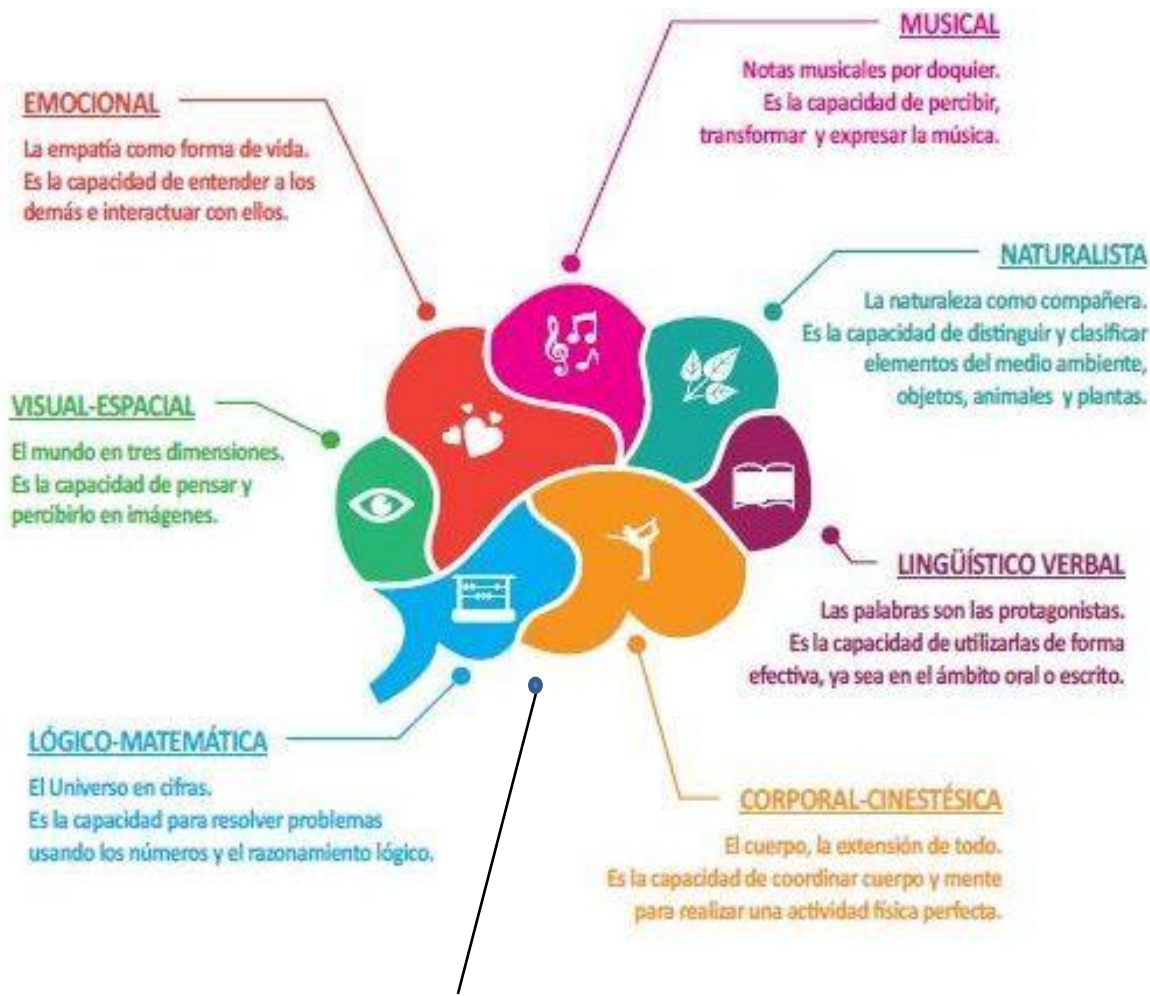 MUSICAL
Notas musicales por doquier.
Es la capacidad de percibir,
transformar y expresar la música.
EMOCIONAL
La empatía como forma de vida.
Es la capacidad de entender a los
demás e interactuar con ellos.
NATURALISTA
La naturaleza como compañera.
Es la capacidad de distinguir y clasificar
elementos del medio ambiente,
objetos, animales y plantas.
VISUAL-ESPACIAL
El mundo en tres dimensiones.
Es la capacidad de pensar y
percibirlo en imágenes.
LINGÜÍSTICO VERBAL
Las palabras son las protagonistas.
Es la capacidad de utilizarlas de forma
efectiva, ya sea en el ámbito oral o escrito.
LÓGICO-MATEMÁTICA
El Universo en cifras.
Es la capacidad para resolver problemas
usando los números y el razonamiento lógico.
CORPORAL-CINESTÉSICA
El cuerpo, la extensión de todo.
Es la capacidad de coordinar cuerpo y mente
para realizar una actividad física perfecta.